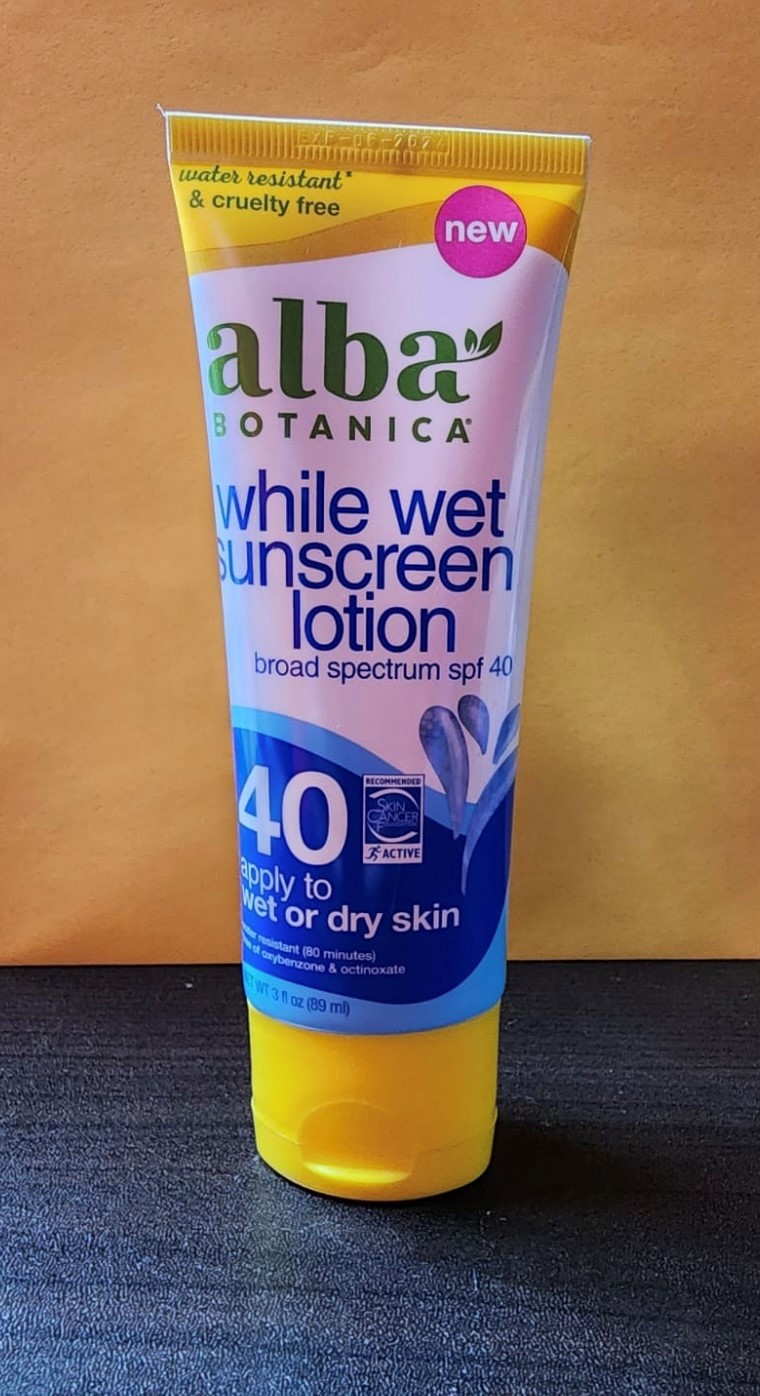 EXP-06-2024
water resistant*
& cruelty free
new
alba
BOTANICA®
while wet
sunscreen
lotion
broad spectrum spf 40
40
RECOMMENDED
SKIN
CANCER
ACTIVE
apply to
wet or dry skin
resistant (80 minutes)
of oxybenzone & octinoxate
NET WT 3 fl oz (89 ml)